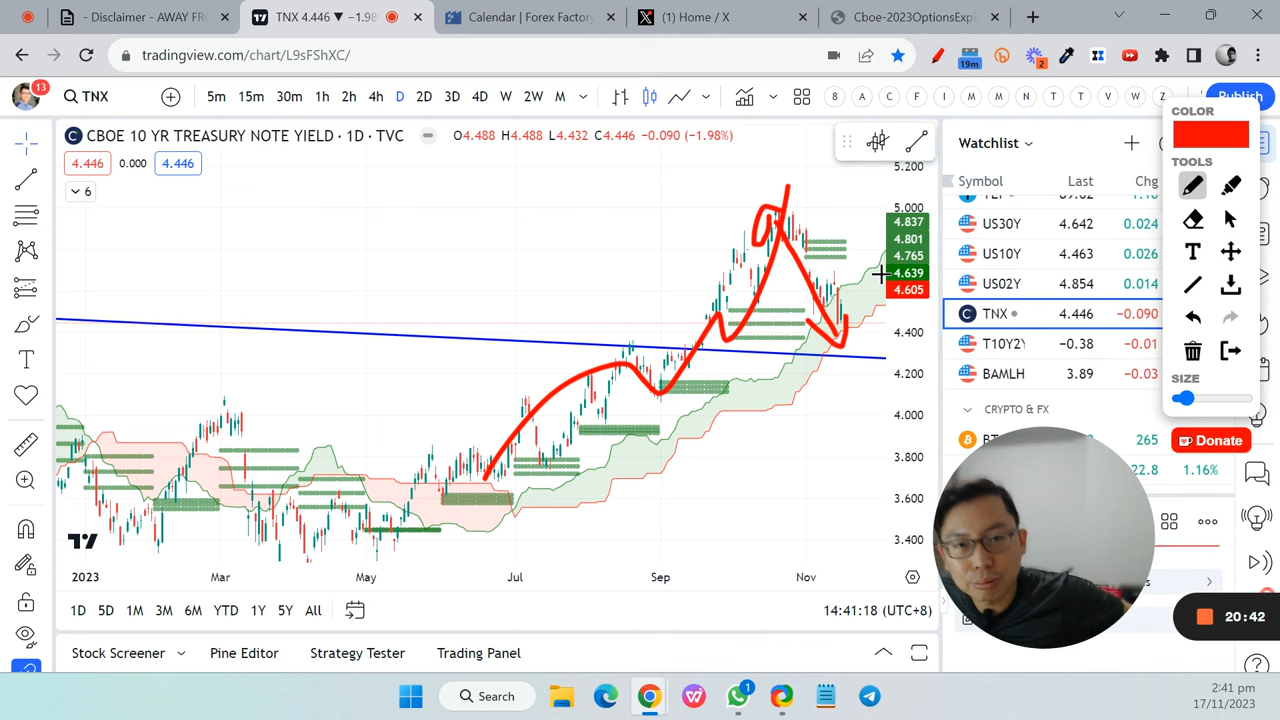 - Disclaimer - AWAY FRO
TNX 4.446 ▼ −1.98%
Calendar | Forex Factory
(1) Home / X
Cboe-2023OptionsExpi
tradingview.com/chart/L9sFShXC/
19m
2
13
TNX
5m 15m 30m 1h 2h 4h D 2D 3D 4D W 2W M
8 A C F I M M N T T V W Z
Publish
CBOE 10 YR TREASURY NOTE YIELD · 1D · TVC
O4.488 H4.488 L4.432 C4.446 −0.090 (−1.98%)
4.446 0.000 4.446
6
5.200
5.000
4.837
4.801
4.765
4.639
4.605
4.400
4.200
4.000
3.800
3.600
3.400
2023 Mar May Jul Sep Nov
1D 5D 1M 3M 6M YTD 1Y 5Y All
14:41:18 (UTC+8)
Stock Screener
Pine Editor
Strategy Tester
Trading Panel
Watchlist
Symbol Last Chg
US30Y 4.642 0.024
US10Y 4.463 0.026
US02Y 4.854 0.014
TNX 4.446 −0.090
T10Y2Y −0.38 −0.01
BAMLH 3.89 −0.03
CRYPTO & FX
265
22.8 1.16%
COLOR
TOOLS
T
SIZE
Donate
20:42
Search
1
2:41 pm
17/11/2023